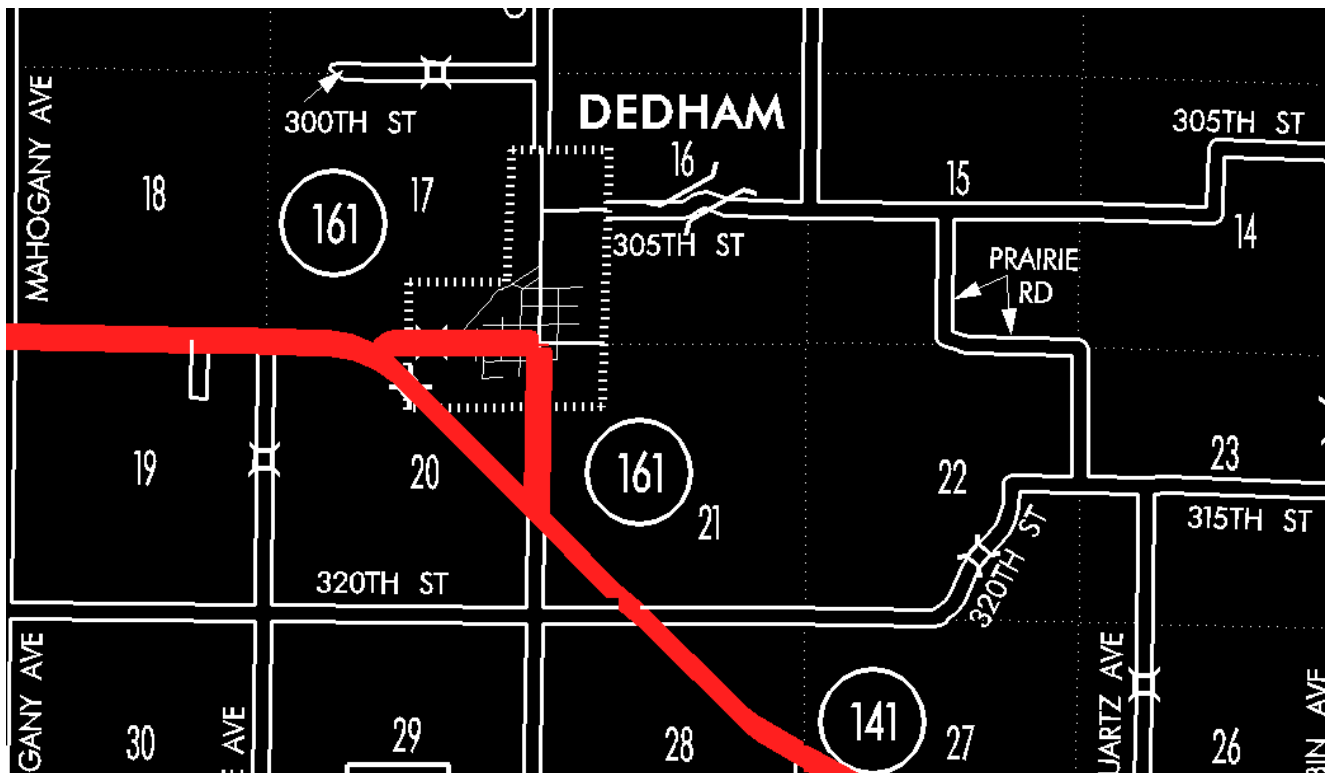 MAHOGANY AVE
300TH ST
DEDHAM
305TH ST
18
161
17
16
15
14
305TH ST
PRAIRIE
RD
19
20
161
21
22
23
315TH ST
320TH ST
320TH ST
GANY AVE
E AVE
UARTZ AVE
BIN AVE
30
29
28
141
27
26